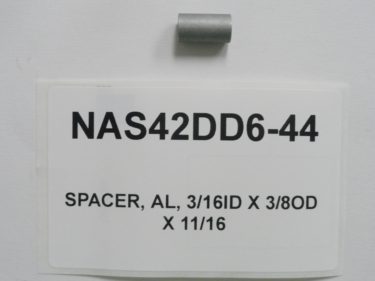 NAS42DD6-44
SPACER, AL, 3/16ID X 3/8OD
X 11/16